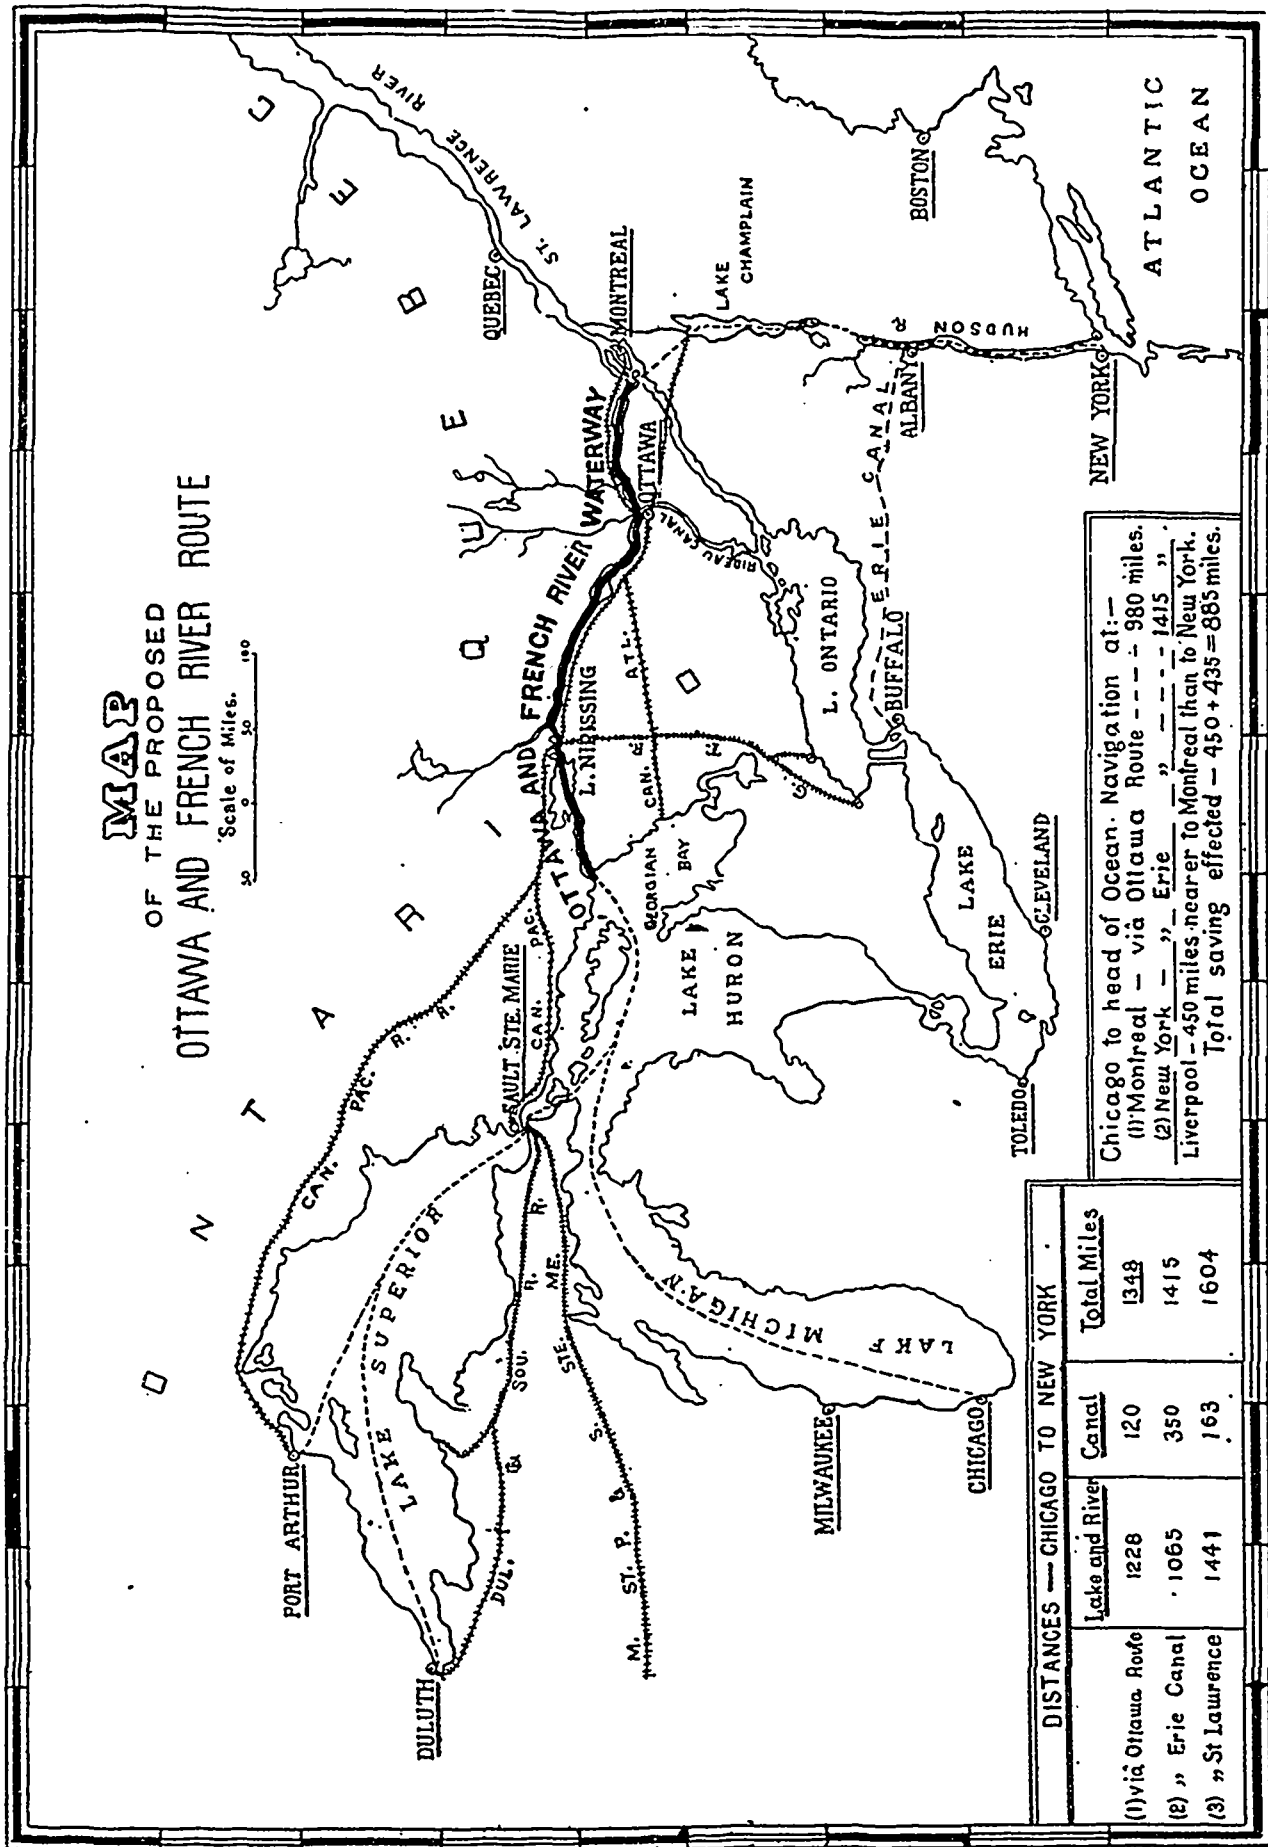 MAP
OF THE PROPOSED
OTTAWA AND FRENCH RIVER ROUTE
Scale of Miles.
50 0 50 100
ONTARIO
QUEBEC
PORT ARTHUR
DULUTH
LAKE SUPERIOR
CAN. PAC. R. R.
SAULT STE. MARIE
CAN. PAC.
DUL. & SOU. R. R.
M. ST. P. & S. STE. ME.
OTTAWA AND FRENCH RIVER WATERWAY
L. NIPISSING
CAN. ATL.
G. T. R.
GEORGIAN
BAY
LAKE
HURON
LAKE MICHIGAN
MILWAUKEE
CHICAGO
TOLEDO
CLEVELAND
LAKE
ERIE
BUFFALO
L. ONTARIO
ERIE CANAL
RIDEAU CANAL
OTTAWA
MONTREAL
QUEBEC
ST. LAWRENCE RIVER
LAKE
CHAMPLAIN
HUDSON R.
ALBANY
NEW YORK
BOSTON
ATLANTIC
OCEAN
Chicago to head of Ocean Navigation at:—
(1) Montreal — viâ Ottawa Route - - - - 980 miles.
(2) New York — „ Erie „ - - - - 1415 „
Liverpool - 450 miles nearer to Montreal than to New York.
Total saving effected - 450 + 435 = 885 miles.
DISTANCES — CHICAGO TO NEW YORK.
Lake and River Canal Total Miles
(1) viâ Ottawa Route 1228 120 1348
(2) „ Erie Canal 1065 350 1415
(3) „ St Lawrence 1441 163 1604